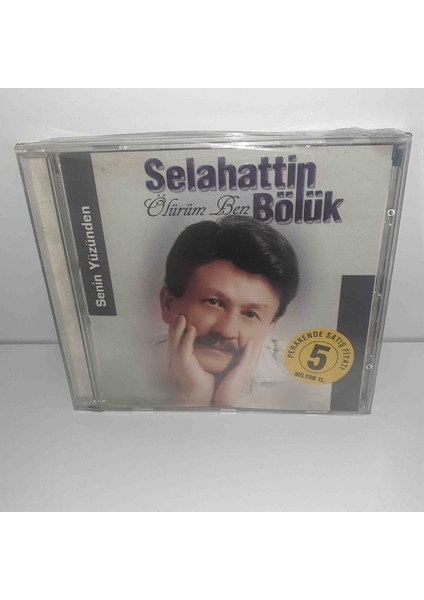 Senin Yüzünden
Selahattin
Ölürüm Ben
Bölük
PERAKENDE SATIŞ FİYATI
5
MİLYON TL.